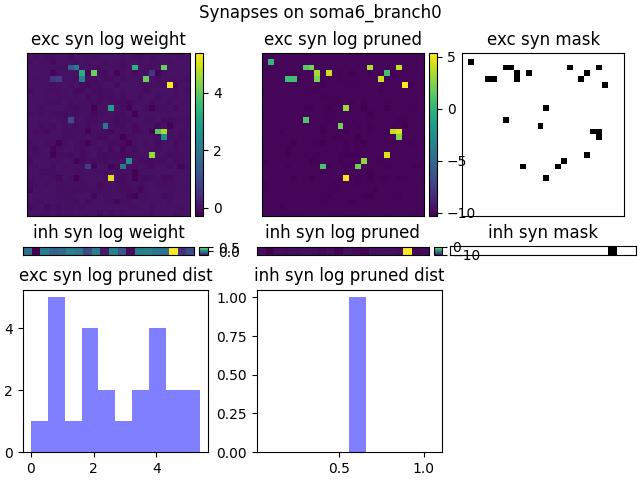 Synapses on soma6_branch0
exc syn log weight
exc syn log pruned
exc syn mask
4
2
0
5
0
−5
−10
inh syn log weight
inh syn log pruned
inh syn mask
0.5
0.0
0
−10
exc syn log pruned dist
inh syn log pruned dist
4
2
0
0 2 4
1.00
0.75
0.50
0.25
0.00
0.5 1.0